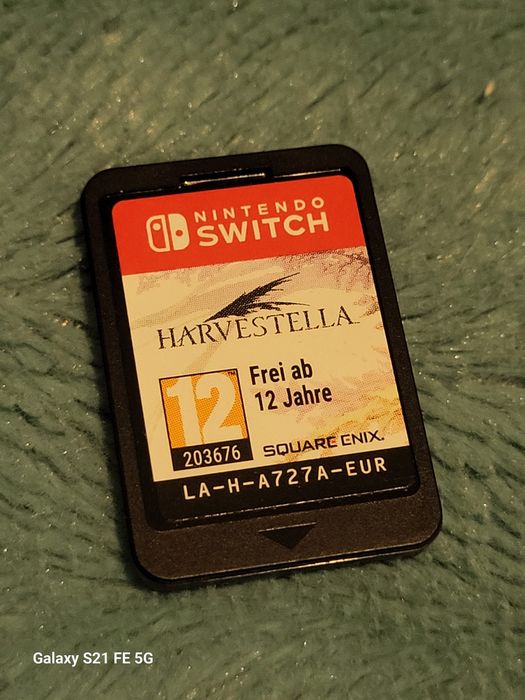 NINTENDO
SWITCH
HARVESTELLA
12
203676
Frei ab
12 Jahre
SQUARE ENIX.
LA-H-A727A-EUR
Galaxy S21 FE 5G